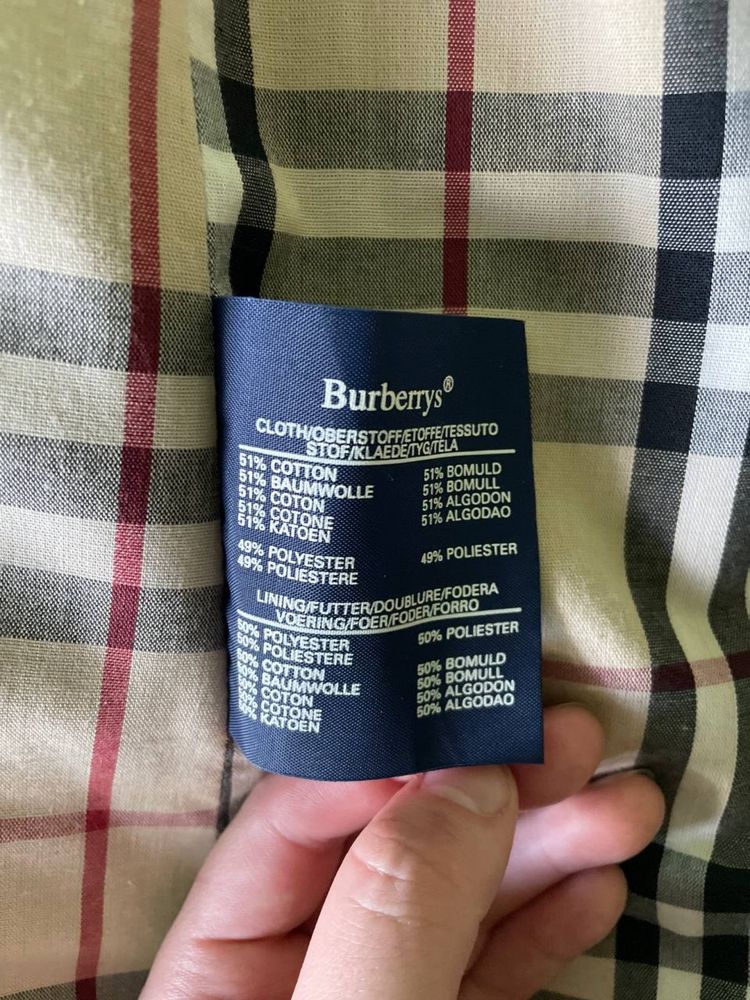 Burberrys®
CLOTH/OBERSTOFF/ETOFFE/TESSUTO
STOF/KLAEDE/TYG/TELA
51% COTTON
51% BAUMWOLLE
51% COTON
51% COTONE
51% KATOEN
51% BOMULD
51% BOMULL
51% ALGODON
51% ALGODAO
49% POLYESTER
49% POLIESTERE
49% POLIESTER
LINING/FUTTER/DOUBLURE/FODERA
VOERING/FOER/FODER/FORRO
50% POLYESTER
50% POLIESTERE
50% COTTON
50% BAUMWOLLE
50% COTON
50% COTONE
50% KATOEN
50% POLIESTER
50% BOMULD
50% BOMULL
50% ALGODON
50% ALGODAO